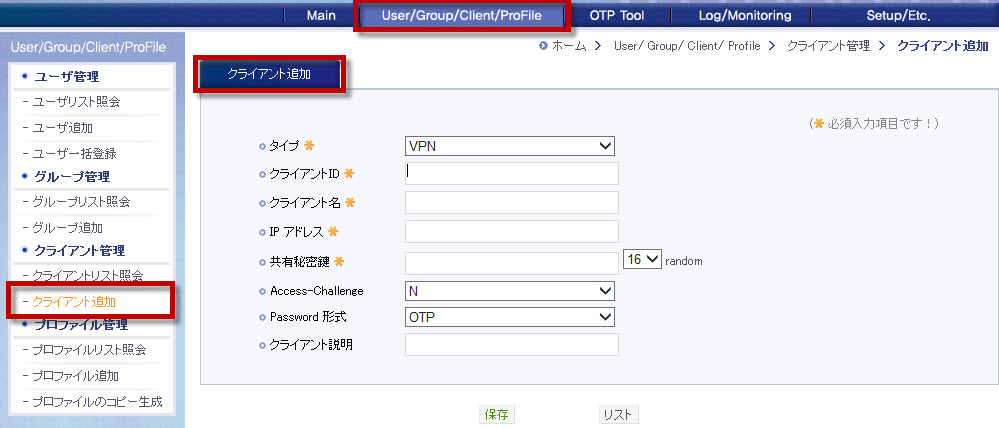 Main User/Group/Client/ProFile OTP Tool Log/Monitoring Setup/Etc.
User/Group/Client/ProFile
ホーム > User/ Group/ Client/ Profile > クライアント管理 > クライアント追加
ユーザ管理
- ユーザリスト照会
- ユーザ追加
- ユーザ一括登録
グループ管理
- グループリスト照会
- グループ追加
クライアント管理
- クライアントリスト照会
- クライアント追加
プロファイル管理
- プロファイルリスト照会
- プロファイル追加
- プロファイルのコピー生成
クライアント追加
(✽ 必須入力項目です!)
タイプ ✽ VPN
クライアントID ✽
クライアント名 ✽
IP アドレス ✽
共有秘密鍵 ✽ 16 random
Access-Challenge N
Password 形式 OTP
クライアント説明
保存 リスト